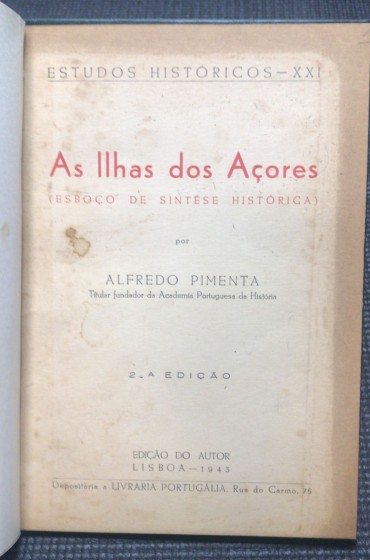 ESTUDOS HISTÓRICOS—XXI
As Ilhas dos Açores
(ESBOÇO DE SINTESE HISTÓRICA)
por
ALFREDO PIMENTA
Titular fundador da Academia Portuguesa da História
2.ª EDIÇÃO
EDIÇÃO DO AUTOR
LISBOA—1943
Depositária a LIVRARIA PORTUGÁLIA, Rua do Carmo, 75